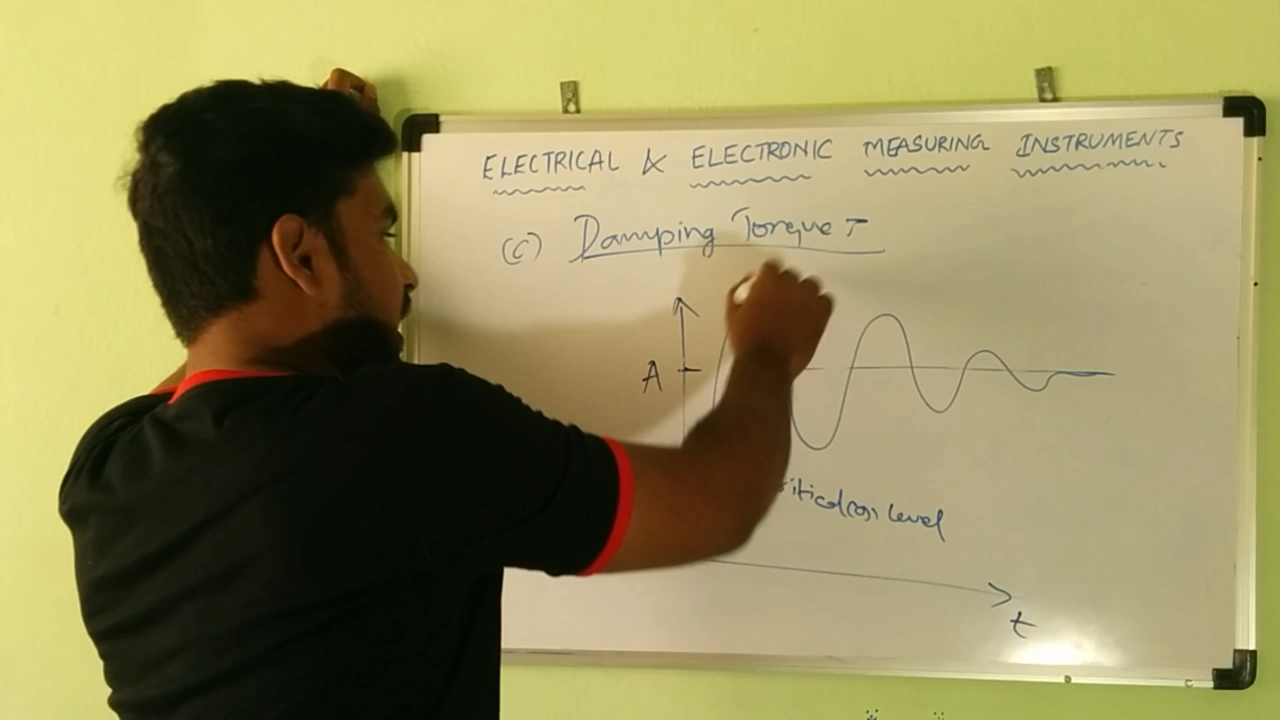 ELECTRICAL & ELECTRONIC MEASURING INSTRUMENTS
(C) Damping Torque :-
A
level
t